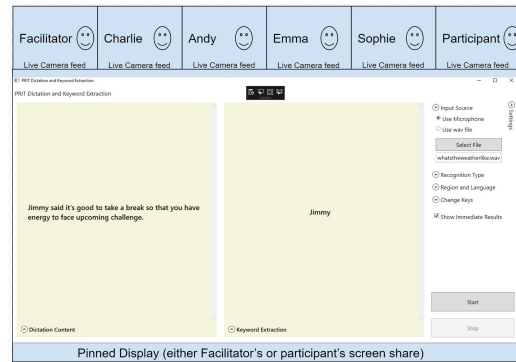 Facilitator Charlie Andy Emma Sophie Participant
Live Camera feed Live Camera feed Live Camera feed Live Camera feed Live Camera feed Live Camera feed
PRIT Dictation and Keyword Extraction
PRIT Dictation and Keyword Extraction
Input Source
Settings
Use Microphone
Use wav file
Select File
whatstheweatherlike.wav
Recognition Type
Region and Language
Change Keys
Show Immediate Results
Jimmy said it's good to take a break so that you have
energy to face upcoming challenge.
Jimmy
Start
Stop
Dictation Content
Keyword Extraction
Pinned Display (either Facilitator's or participant's screen share)